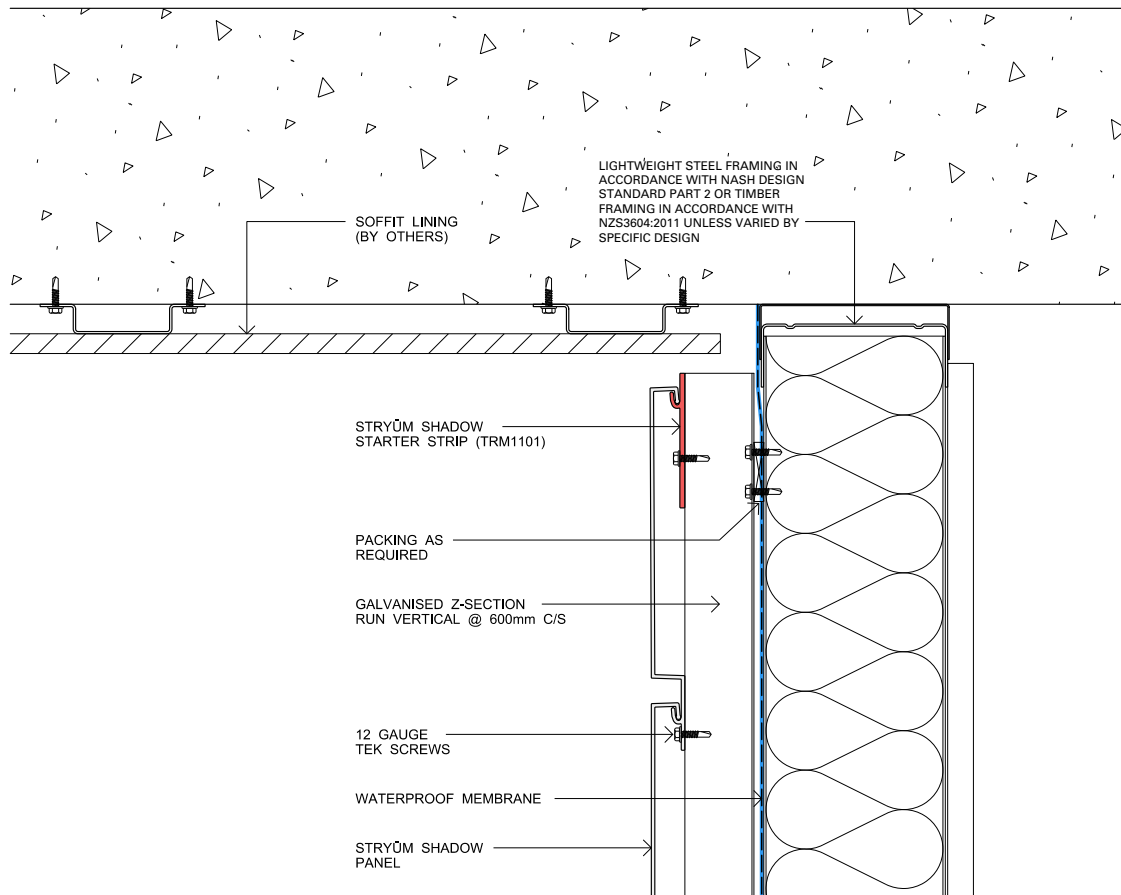 LIGHTWEIGHT STEEL FRAMING IN
ACCORDANCE WITH NASH DESIGN
STANDARD PART 2 OR TIMBER
FRAMING IN ACCORDANCE WITH
NZS3604:2011 UNLESS VARIED BY
SPECIFIC DESIGN
SOFFIT LINING
(BY OTHERS)
STRYŪM SHADOW
STARTER STRIP (TRM1101)
PACKING AS
REQUIRED
GALVANISED Z-SECTION
RUN VERTICAL @ 600mm C/S
12 GAUGE
TEK SCREWS
WATERPROOF MEMBRANE
STRYŪM SHADOW
PANEL